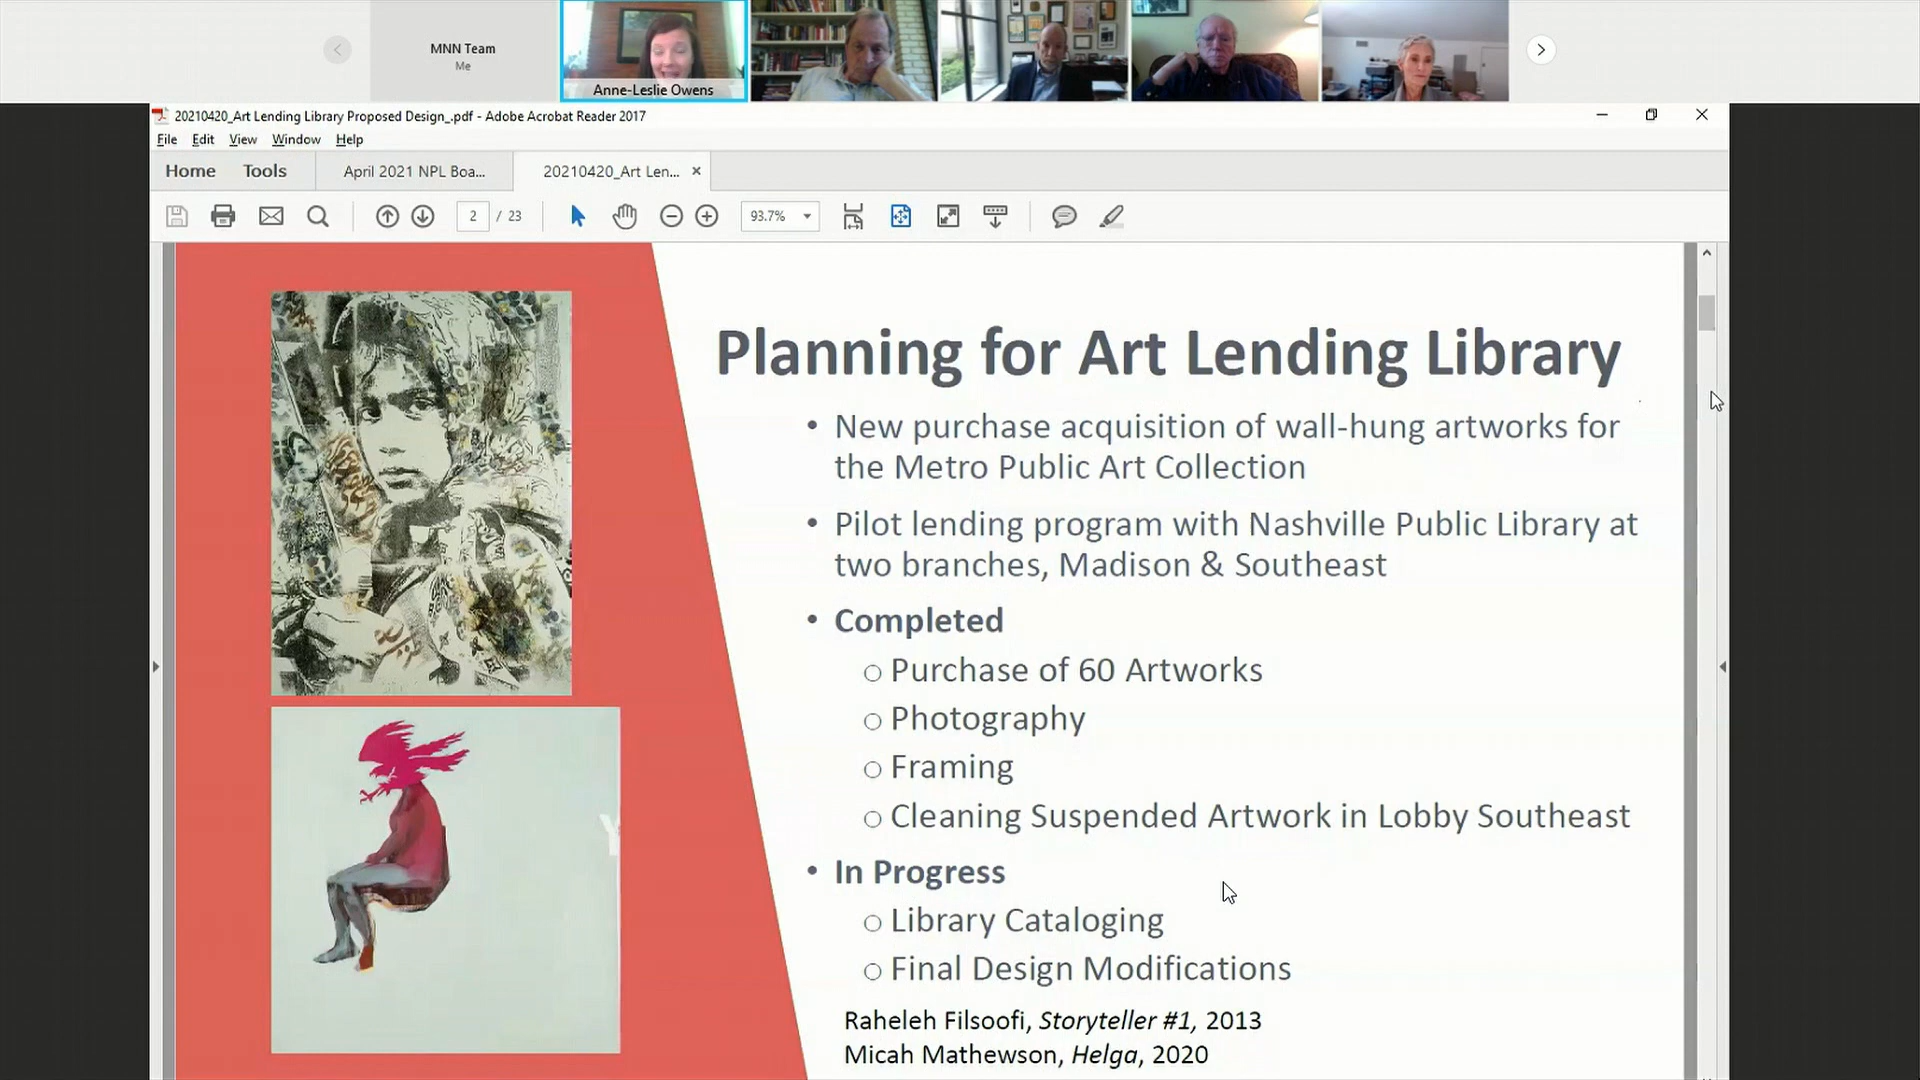 MNN Team
Me
Anne-Leslie Owens
20210420_Art Lending Library Proposed Design_.pdf - Adobe Acrobat Reader 2017
File Edit View Window Help
Home Tools April 2021 NPL Boa... 20210420_Art Len... ×
2 / 23 93.7%
Planning for Art Lending Library
• New purchase acquisition of wall-hung artworks for
the Metro Public Art Collection
• Pilot lending program with Nashville Public Library at
two branches, Madison & Southeast
• Completed
○ Purchase of 60 Artworks
○ Photography
○ Framing
○ Cleaning Suspended Artwork in Lobby Southeast
• In Progress
○ Library Cataloging
○ Final Design Modifications
Raheleh Filsoofi, Storyteller #1, 2013
Micah Mathewson, Helga, 2020